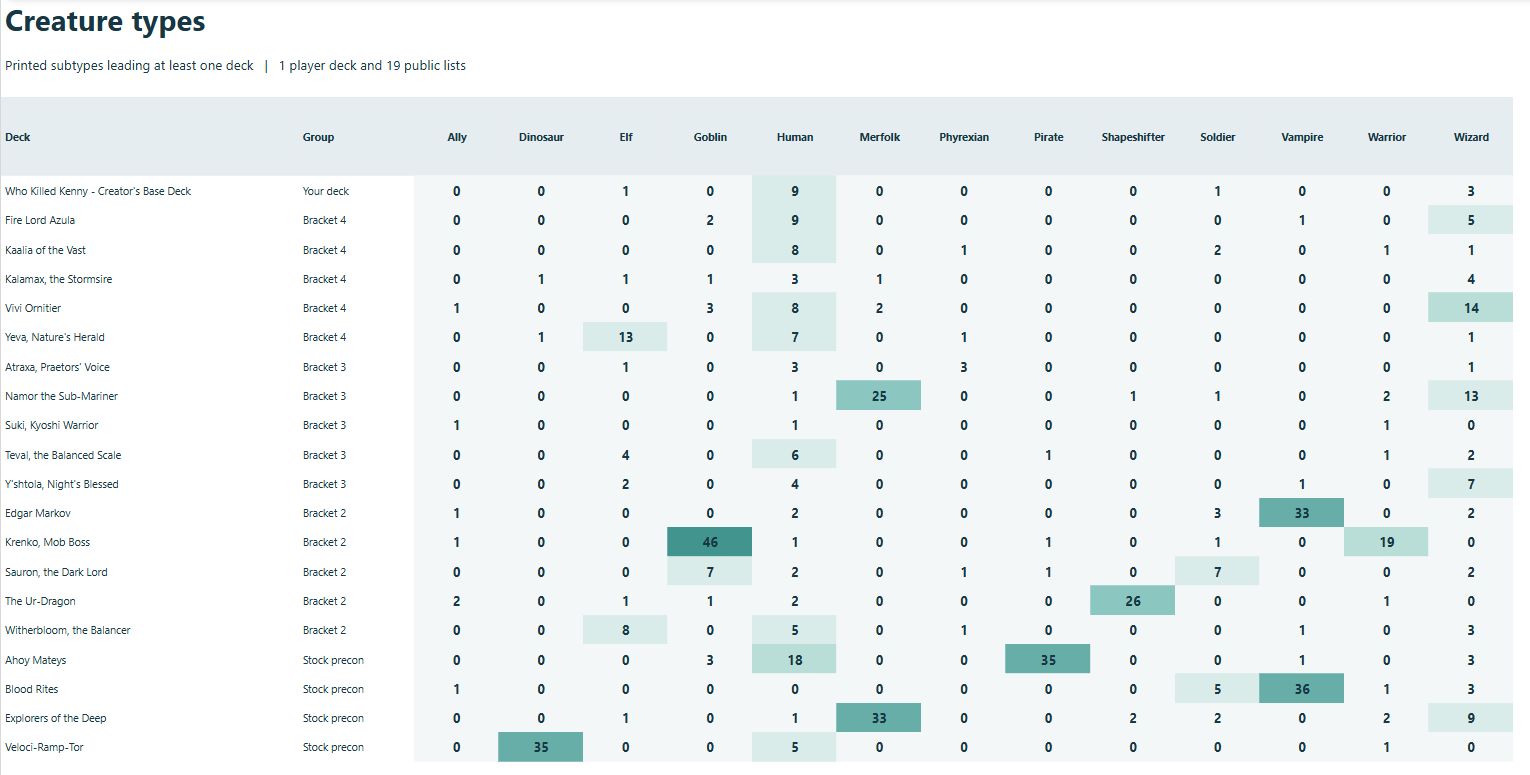 Creature types
Printed subtypes leading at least one deck | 1 player deck and 19 public lists
Deck Group Ally Dinosaur Elf Goblin Human Merfolk Phyrexian Pirate Shapeshifter Soldier Vampire Warrior Wizard
Who Killed Kenny - Creator's Base Deck Your deck 0 0 1 0 9 0 0 0 0 1 0 0 3
Fire Lord Azula Bracket 4 0 0 0 2 9 0 0 0 0 0 1 0 5
Kaalia of the Vast Bracket 4 0 0 0 0 8 0 1 0 0 2 0 1 1
Kalamax, the Stormsire Bracket 4 0 1 1 1 3 1 0 0 0 0 0 0 4
Vivi Ornitier Bracket 4 1 0 0 3 8 2 0 0 0 0 0 0 14
Yeva, Nature's Herald Bracket 4 0 1 13 0 7 0 1 0 0 0 0 0 1
Atraxa, Praetors' Voice Bracket 3 0 0 1 0 3 0 3 0 0 0 0 0 1
Namor the Sub-Mariner Bracket 3 0 0 0 0 1 25 0 0 1 1 0 2 13
Suki, Kyoshi Warrior Bracket 3 1 0 0 0 1 0 0 0 0 0 0 1 0
Teval, the Balanced Scale Bracket 3 0 0 4 0 6 0 0 1 0 0 0 1 2
Y'shtola, Night's Blessed Bracket 3 0 0 2 0 4 0 0 0 0 0 1 0 7
Edgar Markov Bracket 2 1 0 0 0 2 0 0 0 0 3 33 0 2
Krenko, Mob Boss Bracket 2 1 0 0 46 1 0 0 1 0 1 0 19 0
Sauron, the Dark Lord Bracket 2 0 0 0 7 2 0 1 1 0 7 0 0 2
The Ur-Dragon Bracket 2 2 0 1 1 2 0 0 0 26 0 0 1 0
Witherbloom, the Balancer Bracket 2 0 0 8 0 5 0 1 0 0 0 1 0 3
Ahoy Mateys Stock precon 0 0 0 3 18 0 0 35 0 0 1 0 3
Blood Rites Stock precon 1 0 0 0 0 0 0 0 0 5 36 1 3
Explorers of the Deep Stock precon 0 0 1 0 1 33 0 0 2 2 0 2 9
Veloci-Ramp-Tor Stock precon 0 35 0 0 5 0 0 0 0 0 0 1 0